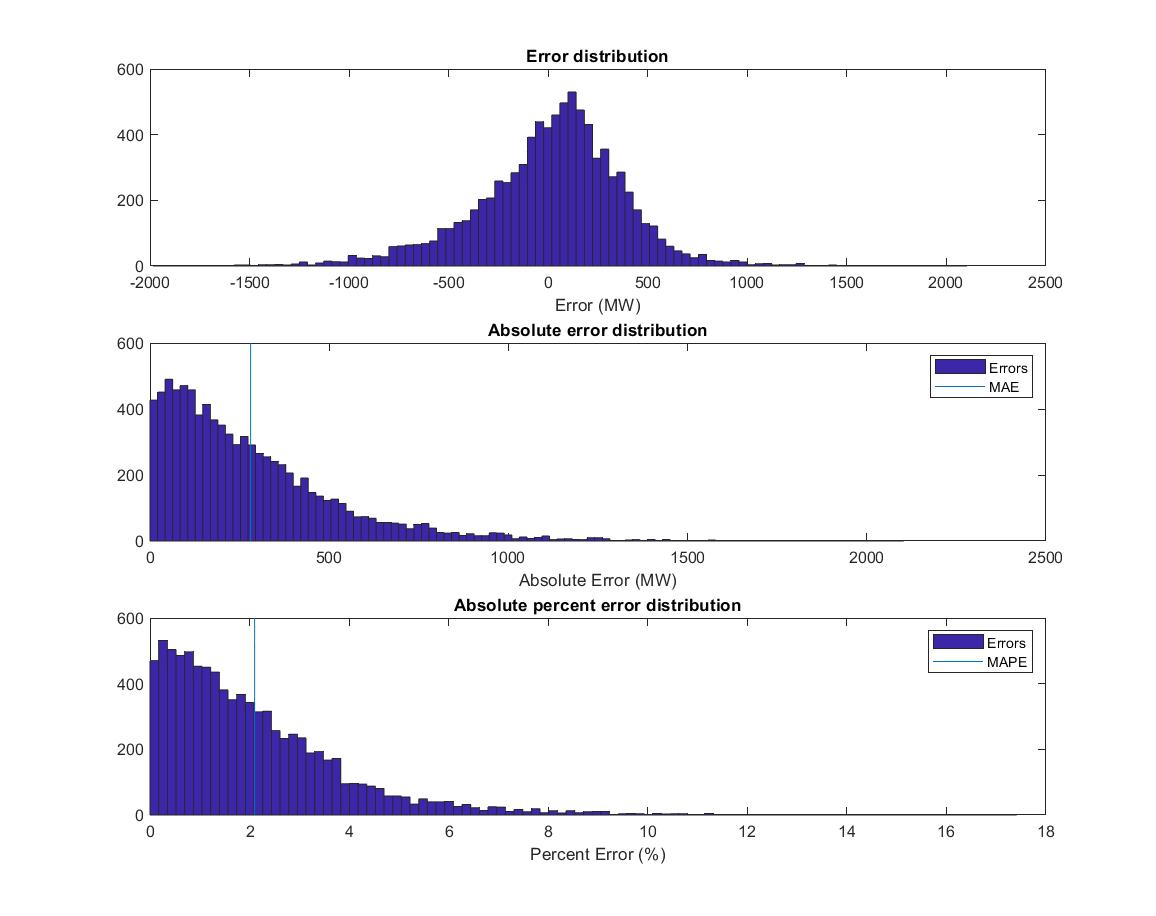 Error distribution
600
400
200
0
-2000 -1500 -1000 -500 0 500 1000 1500 2000 2500
Error (MW)
Absolute error distribution
600
400
200
0
Errors
MAE
0 500 1000 1500 2000 2500
Absolute Error (MW)
Absolute percent error distribution
600
400
200
0
Errors
MAPE
0 2 4 6 8 10 12 14 16 18
Percent Error (%)